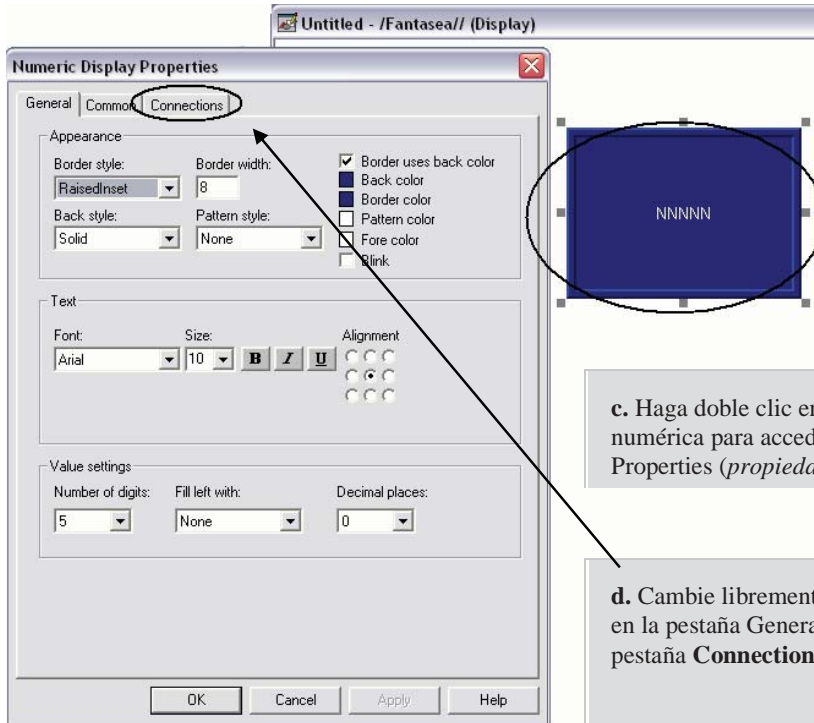 Untitled - /Fantasea// (Display)
Numeric Display Properties
General Common Connections
Appearance
Border style: Border width:
RaisedInset 8
Back style: Pattern style:
Solid None
Border uses back color
Back color
Border color
Pattern color
Fore color
Blink
Text
Font: Size: Alignment
Arial 10 B I U
Value settings
Number of digits: Fill left with: Decimal places:
5 None 0
OK Cancel Apply Help
NNNNN
c. Haga doble clic en
numérica para acced
Properties (propieda
d. Cambie librement
en la pestaña Genera
pestaña Connection